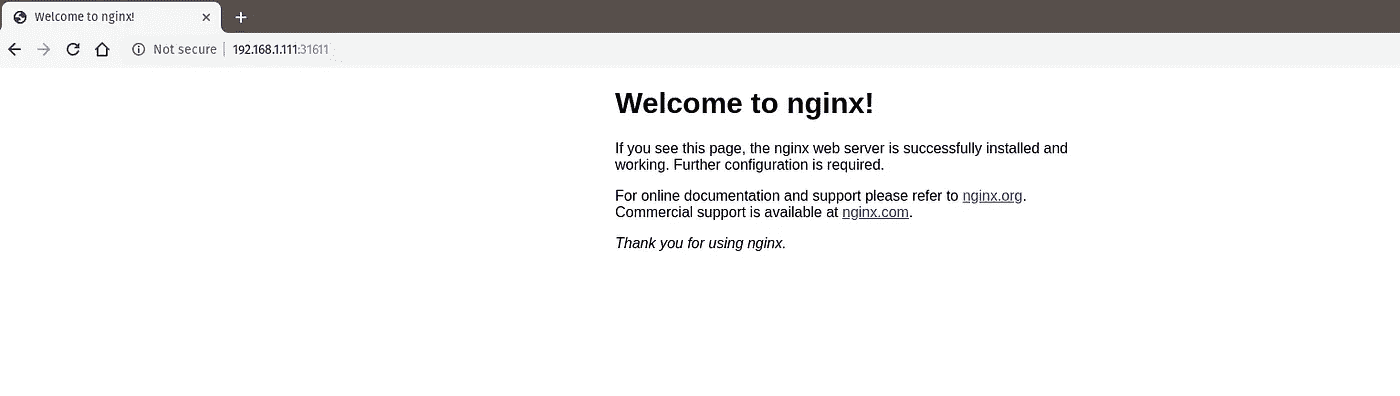 Welcome to nginx!
Not secure | 192.168.1.111:31611
Welcome to nginx!
If you see this page, the nginx web server is successfully installed and
working. Further configuration is required.
For online documentation and support please refer to nginx.org.
Commercial support is available at nginx.com.
Thank you for using nginx.